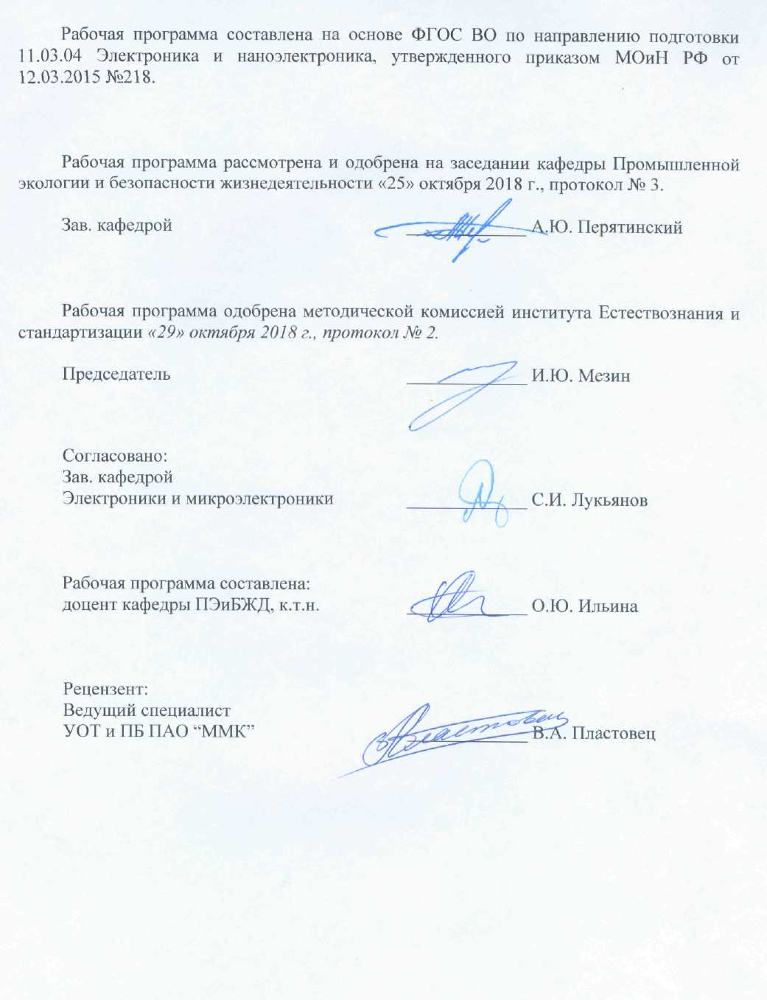 Рабочая программа составлена на основе ФГОС ВО по направлению подготовки
11.03.04 Электроника и наноэлектроника, утвержденного приказом МОиН РФ от
12.03.2015 №218.
Рабочая программа рассмотрена и одобрена на заседании кафедры Промышленной
экологии и безопасности жизнедеятельности «25» октября 2018 г., протокол № 3.
Зав. кафедрой А.Ю. Перятинский
Рабочая программа одобрена методической комиссией института Естествознания и
стандартизации «29» октября 2018 г., протокол № 2.
Председатель И.Ю. Мезин
Согласовано:
Зав. кафедрой
Электроники и микроэлектроники С.И. Лукьянов
Рабочая программа составлена:
доцент кафедры ПЭиБЖД, к.т.н. О.Ю. Ильина
Рецензент:
Ведущий специалист
УОТ и ПБ ПАО “ММК” В.А. Пластовец